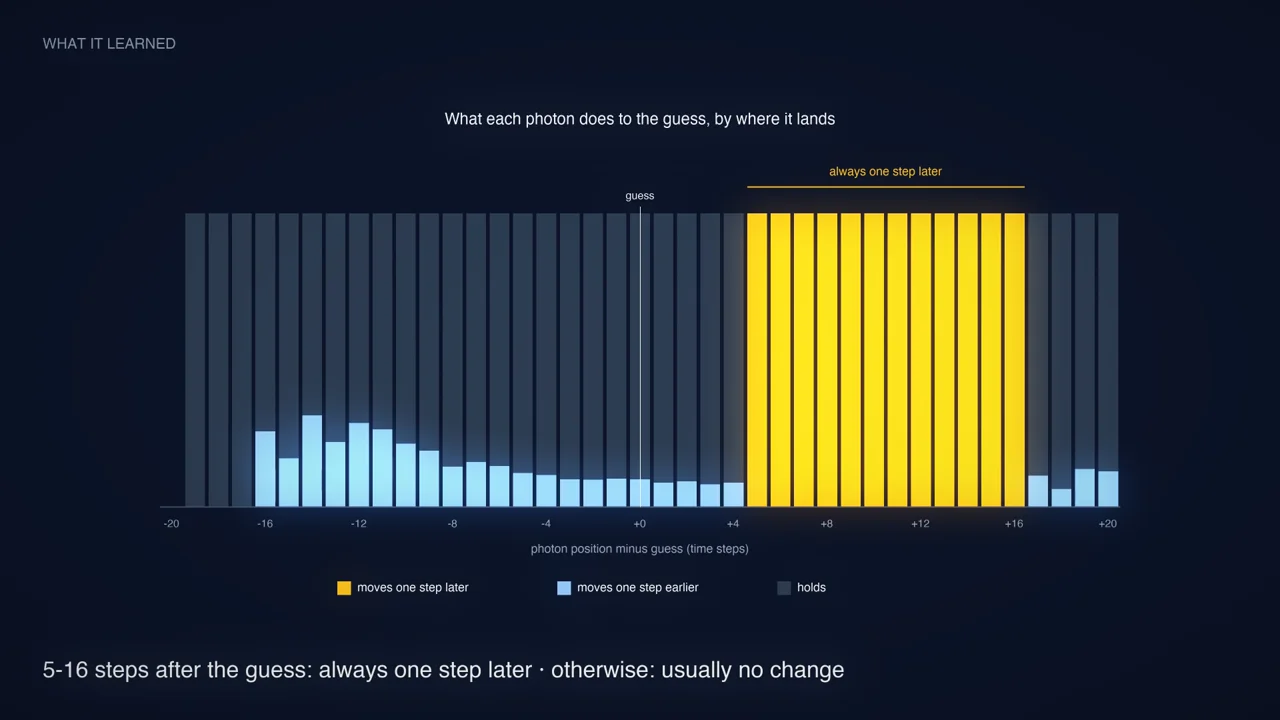 WHAT IT LEARNED
What each photon does to the guess, by where it lands
always one step later
guess
-20 -16 -12 -8 -4 +0 +4 +8 +12 +16 +20
photon position minus guess (time steps)
moves one step later moves one step earlier holds
5-16 steps after the guess: always one step later · otherwise: usually no change